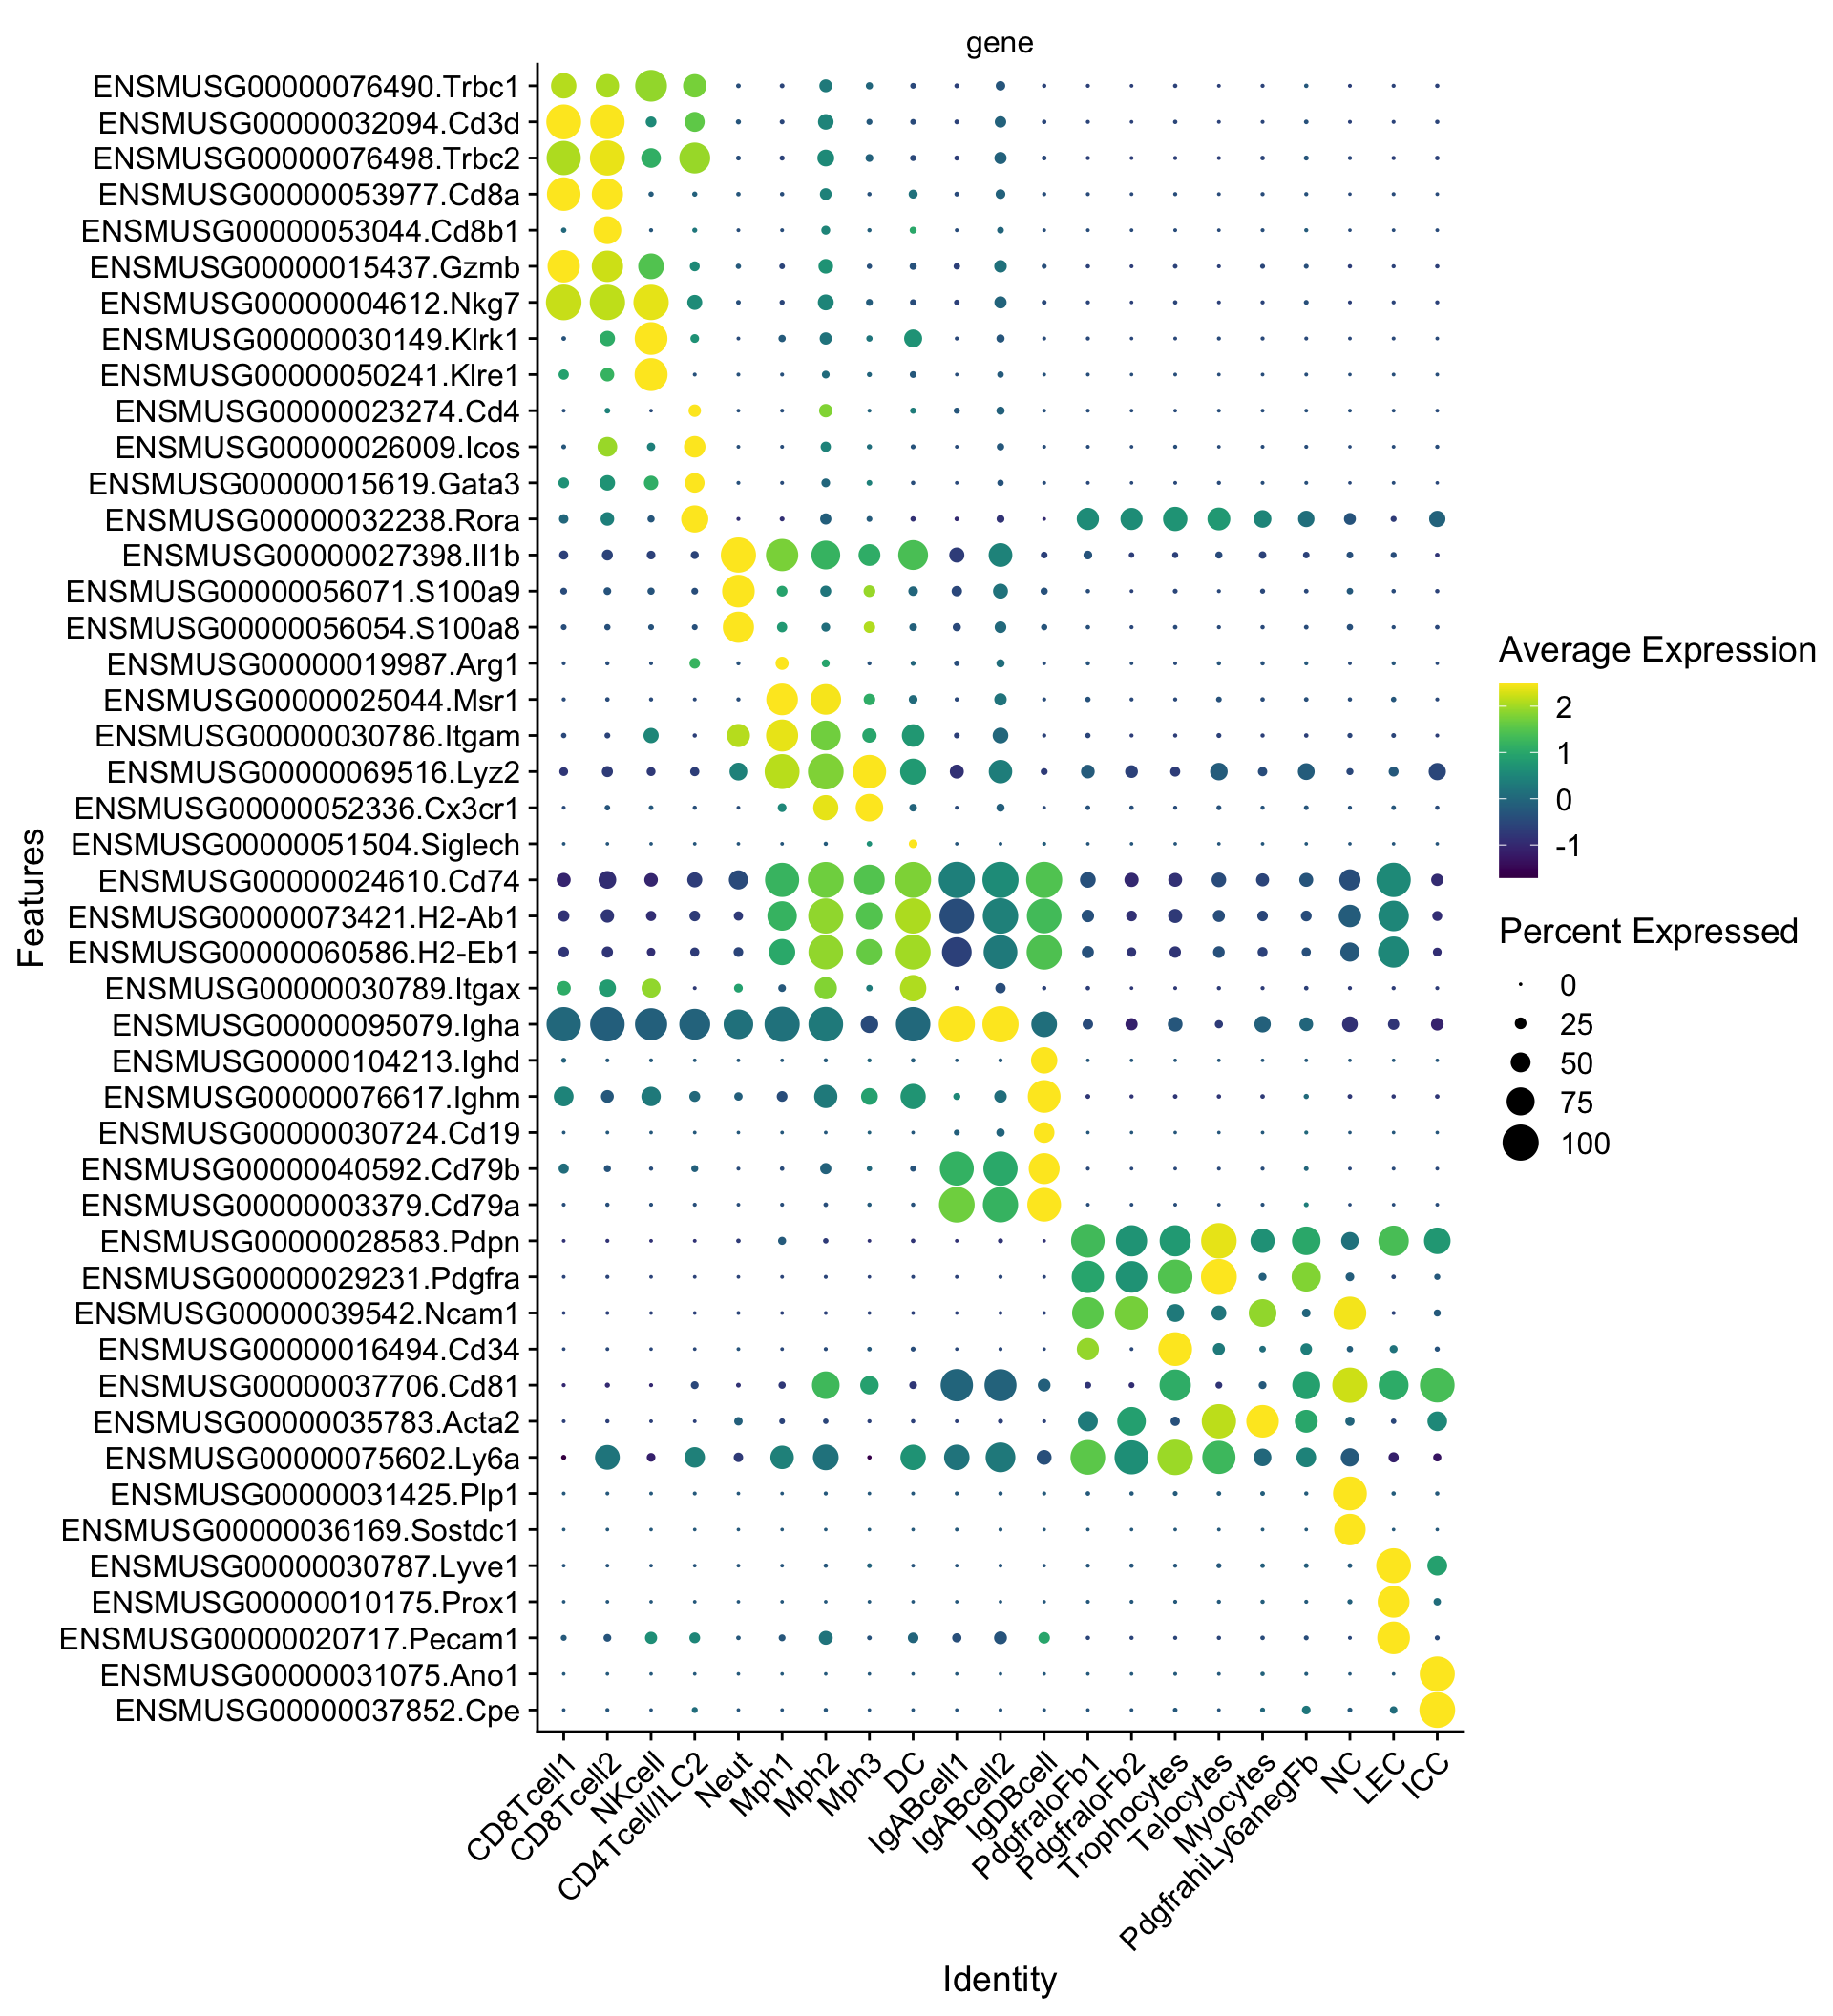 gene
ENSMUSG00000076490.Trbc1
ENSMUSG00000032094.Cd3d
ENSMUSG00000076498.Trbc2
ENSMUSG00000053977.Cd8a
ENSMUSG00000053044.Cd8b1
ENSMUSG00000015437.Gzmb
ENSMUSG00000004612.Nkg7
ENSMUSG00000030149.Klrk1
ENSMUSG00000050241.Klre1
ENSMUSG00000023274.Cd4
ENSMUSG00000026009.Icos
ENSMUSG00000015619.Gata3
ENSMUSG00000032238.Rora
ENSMUSG00000027398.Il1b
ENSMUSG00000056071.S100a9
ENSMUSG00000056054.S100a8
ENSMUSG00000019987.Arg1
ENSMUSG00000025044.Msr1
ENSMUSG00000030786.Itgam
ENSMUSG00000069516.Lyz2
ENSMUSG00000052336.Cx3cr1
ENSMUSG00000051504.Siglech
ENSMUSG00000024610.Cd74
ENSMUSG00000073421.H2-Ab1
ENSMUSG00000060586.H2-Eb1
ENSMUSG00000030789.Itgax
ENSMUSG00000095079.Igha
ENSMUSG00000104213.Ighd
ENSMUSG00000076617.Ighm
ENSMUSG00000030724.Cd19
ENSMUSG00000040592.Cd79b
ENSMUSG00000003379.Cd79a
ENSMUSG00000028583.Pdpn
ENSMUSG00000029231.Pdgfra
ENSMUSG00000039542.Ncam1
ENSMUSG00000016494.Cd34
ENSMUSG00000037706.Cd81
ENSMUSG00000035783.Acta2
ENSMUSG00000075602.Ly6a
ENSMUSG00000031425.Plp1
ENSMUSG00000036169.Sostdc1
ENSMUSG00000030787.Lyve1
ENSMUSG00000010175.Prox1
ENSMUSG00000020717.Pecam1
ENSMUSG00000031075.Ano1
ENSMUSG00000037852.Cpe
Features
CD8Tcell1
CD8Tcell2
NKcell
CD4Tcell/ILC2
Neut
Mph1
Mph2
Mph3
DC
IgABcell1
IgABcell2
IgDBcell
PdgfraloFb1
PdgfraloFb2
Trophocytes
Telocytes
Myocytes
PdgfrahiLy6anegFb
NC
LEC
ICC
Identity
Average Expression
2
1
0
-1
Percent Expressed
0
25
50
75
100